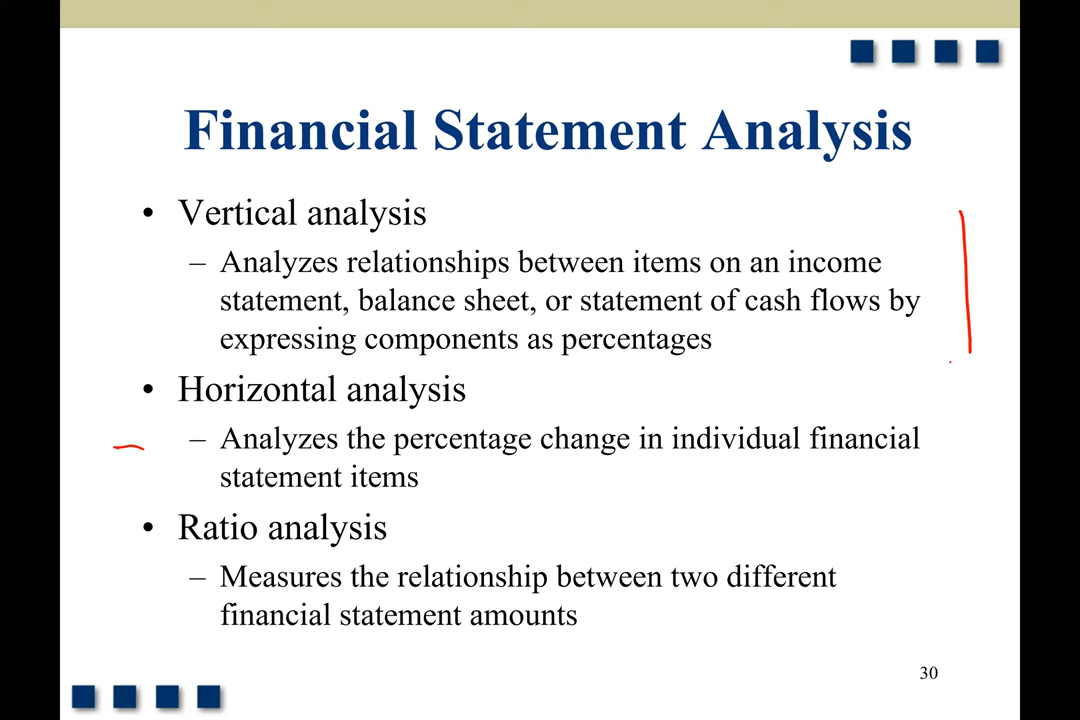 Financial Statement Analysis
• Vertical analysis
– Analyzes relationships between items on an income
statement, balance sheet, or statement of cash flows by
expressing components as percentages
• Horizontal analysis
– Analyzes the percentage change in individual financial
statement items
• Ratio analysis
– Measures the relationship between two different
financial statement amounts
30